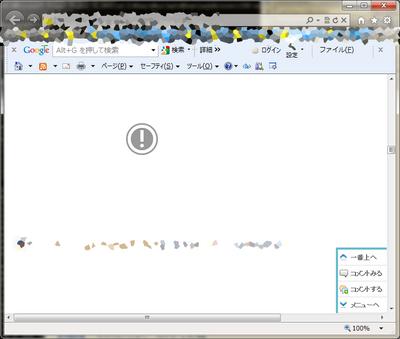 Google Alt+G を押して検索 検索 詳細 >> ログイン 設定 ファイル(F)
ページ(P) セーフティ(S) ツール(O)
一番上へ
コメントみる
コメントする
メニューへ
100%